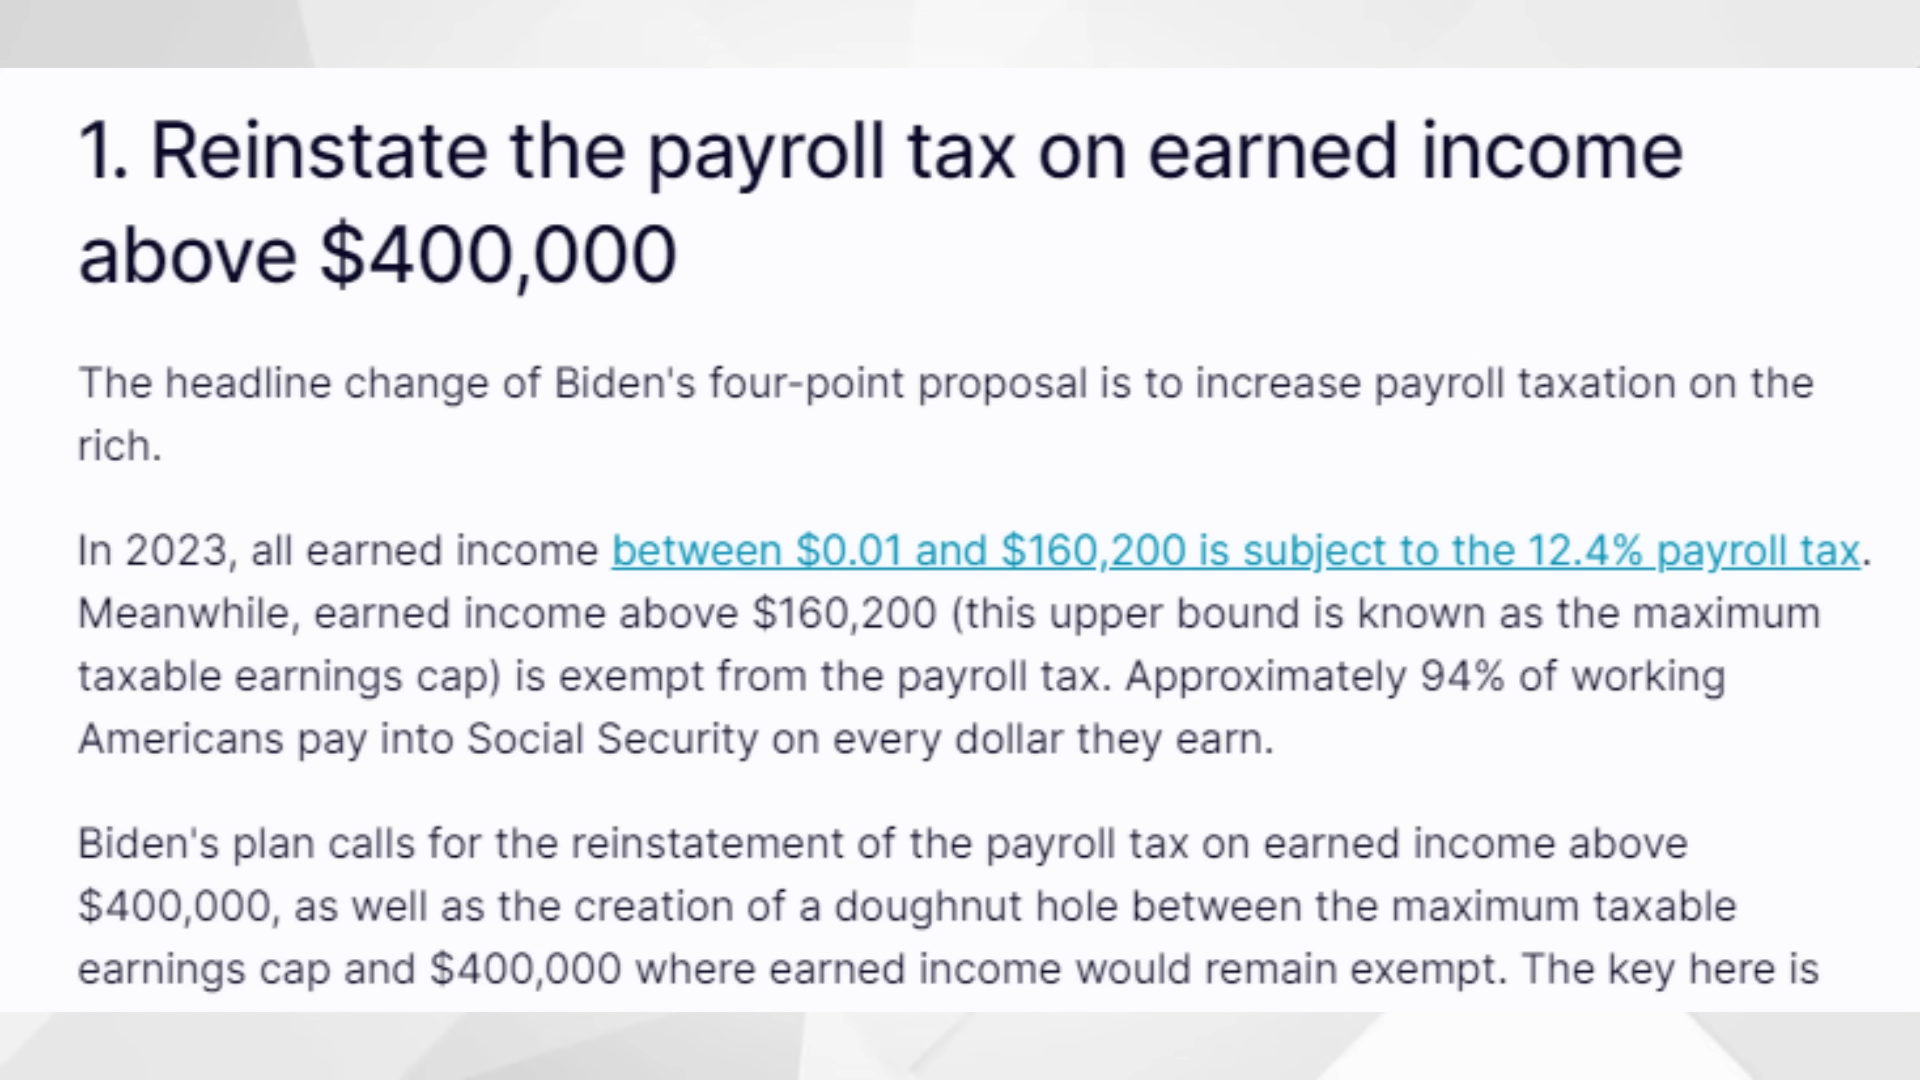 1. Reinstate the payroll tax on earned income
above $400,000
The headline change of Biden's four-point proposal is to increase payroll taxation on the
rich.
In 2023, all earned income between $0.01 and $160,200 is subject to the 12.4% payroll tax.
Meanwhile, earned income above $160,200 (this upper bound is known as the maximum
taxable earnings cap) is exempt from the payroll tax. Approximately 94% of working
Americans pay into Social Security on every dollar they earn.
Biden's plan calls for the reinstatement of the payroll tax on earned income above
$400,000, as well as the creation of a doughnut hole between the maximum taxable
earnings cap and $400,000 where earned income would remain exempt. The key here is